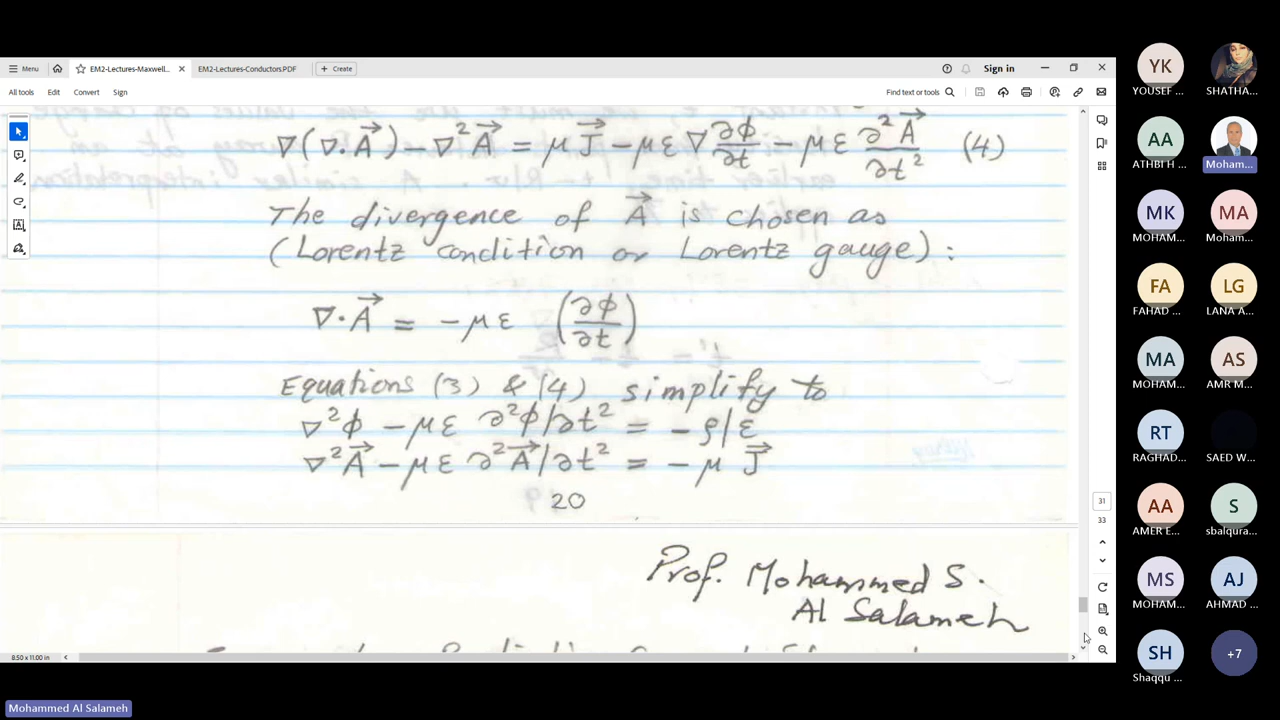 Menu
EM2-Lectures-Maxwell...
EM2-Lectures-Conductors.PDF
+ Create
Sign in
All tools Edit Convert Sign
Find text or tools
∇(∇·A⃗) − ∇²A⃗ = μJ⃗ − με∇ ∂φ/∂t − με ∂²A⃗/∂t² (4)
The divergence of A⃗ is chosen as
(Lorentz condition or Lorentz gauge) :
∇·A⃗ = −με (∂φ/∂t)
Equations (3) & (4) simplify to
∇²φ − με ∂²φ/∂t² = − ρ/ε
∇²A⃗ − με ∂²A⃗/∂t² = − μ J⃗
20
Prof. Mohammed S.
Al Salameh
31
33
8.50 x 11.00 in
YK
YOUSEF ...
SHATHA...
AA
ATHBI H...
Moham...
MK
MOHAM...
MA
Moham...
FA
FAHAD ...
LG
LANA A...
MA
MOHAM...
AS
AMR M...
RT
RAGHAD...
SAED W...
AA
AMER E...
S
sbalqura...
MS
MOHAM...
AJ
AHMAD ...
SH
Shaqqu ...
+7
Mohammed Al Salameh